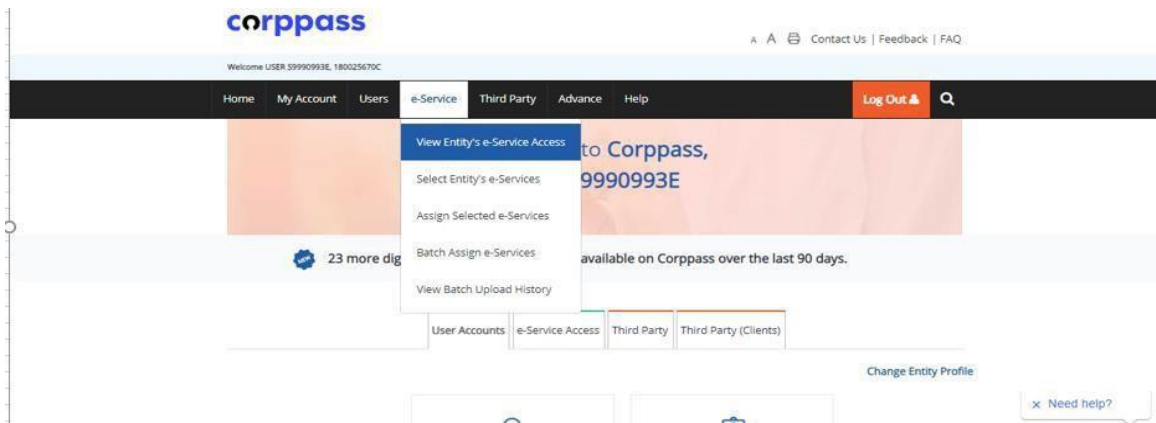 corppass
A A Contact Us | Feedback | FAQ
Welcome USER S9990993E, 180025670C
Home My Account Users e-Service Third Party Advance Help Log Out
View Entity's e-Service Access
to Corppass,
Select Entity's e-Services
9990993E
Assign Selected e-Services
Batch Assign e-Services
NEW 23 more dig available on Corppass over the last 90 days.
View Batch Upload History
User Accounts e-Service Access Third Party Third Party (Clients)
Change Entity Profile
x Need help?